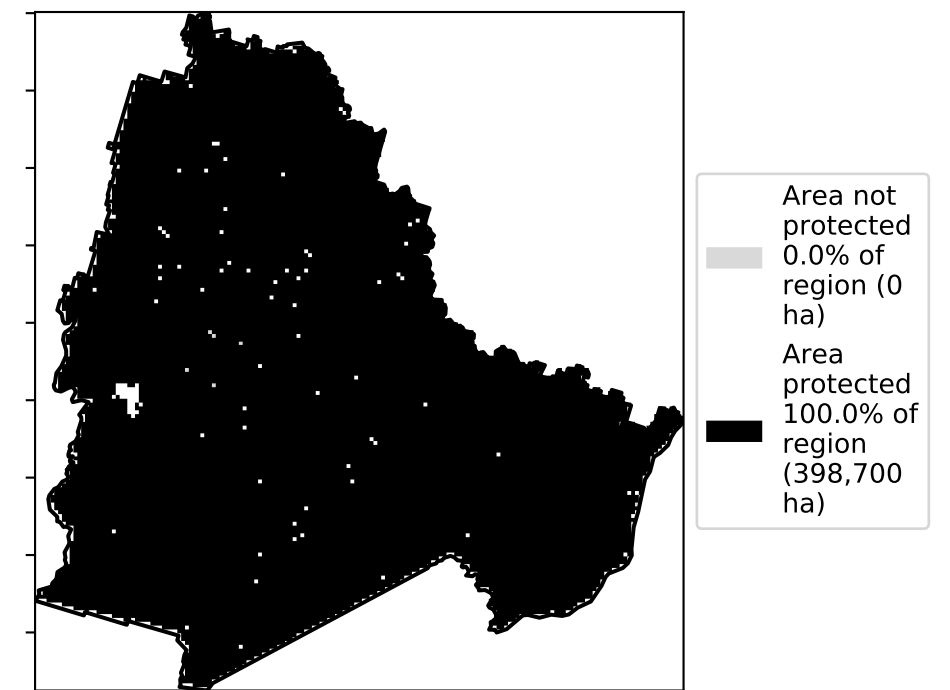 Area not
protected
0.0% of
region (0
ha)
Area
protected
100.0% of
region
(398,700
ha)